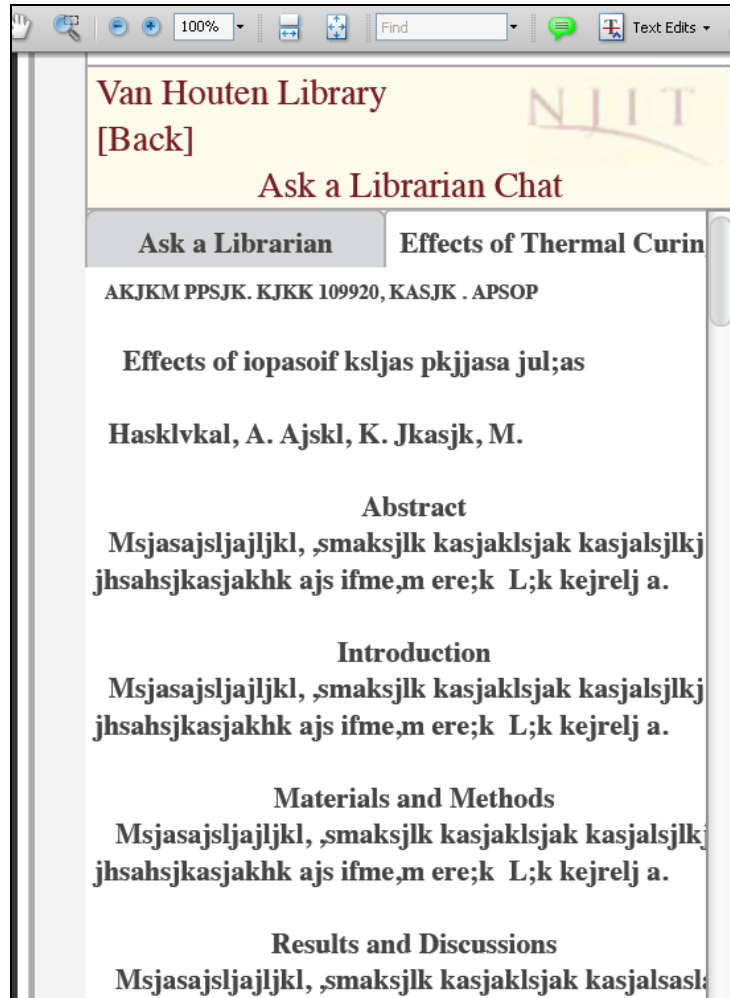 100%
Find
Text Edits
Van Houten Library
NJIT
[Back]
Ask a Librarian Chat
Ask a Librarian
Effects of Thermal Curin
AKJKM PPSJK. KJKK 109920, KASJK . APSOP
Effects of iopasoif ksljas pkjjasa jul;as
Hasklvkal, A. Ajskl, K. Jkasjk, M.
Abstract
Msjasajsljajljkl, ,smaksjlk kasjaklsjak kasjalsjlkj
jhsahsjkasjakhk ajs ifme,m ere;k L;k kejrelj a.
Introduction
Msjasajsljajljkl, ,smaksjlk kasjaklsjak kasjalsjlkj
jhsahsjkasjakhk ajs ifme,m ere;k L;k kejrelj a.
Materials and Methods
Msjasajsljajljkl, ,smaksjlk kasjaklsjak kasjalsjlkj
jhsahsjkasjakhk ajs ifme,m ere;k L;k kejrelj a.
Results and Discussions
Msjasajsljajljkl, ,smaksjlk kasjaklsjak kasjalsasla